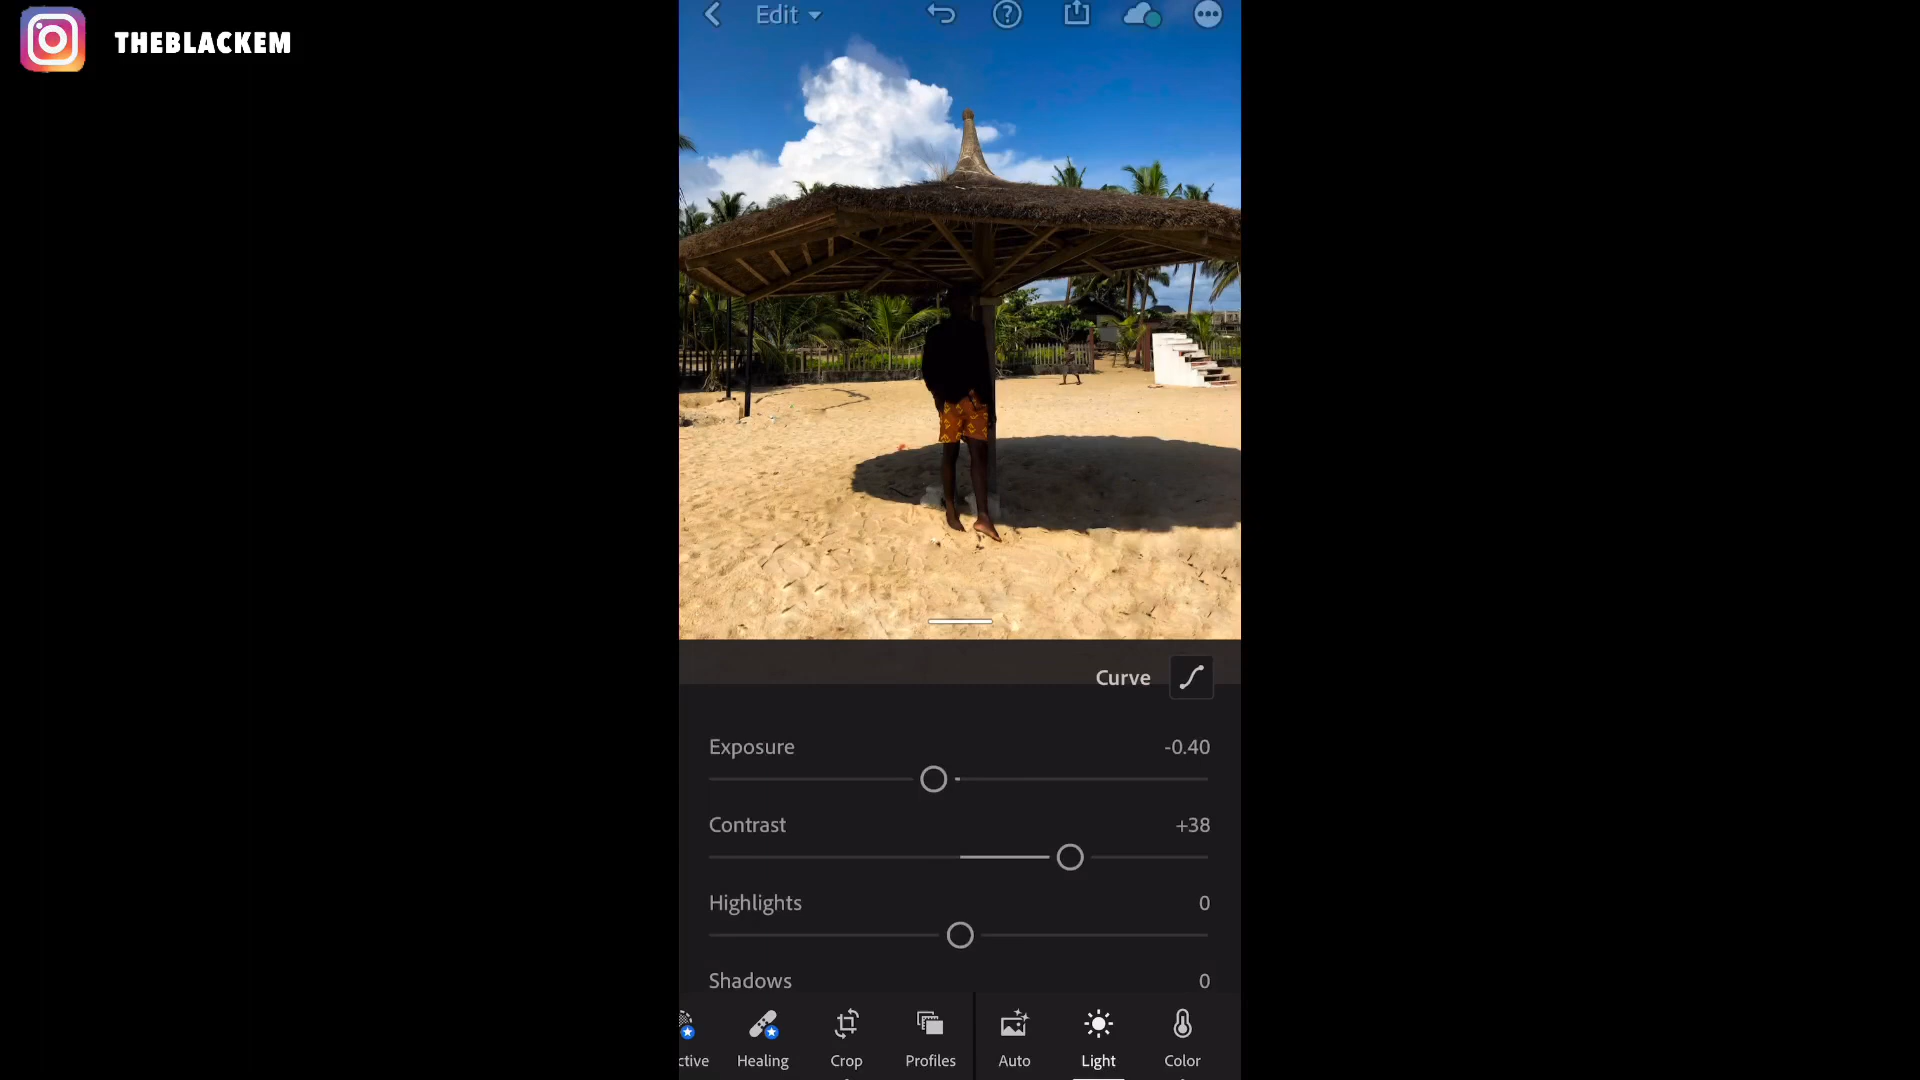 THEBLACKEM
Edit
Curve
Exposure -0.40
Contrast +38
Highlights 0
Shadows 0
ctive Healing Crop Profiles Auto Light Color